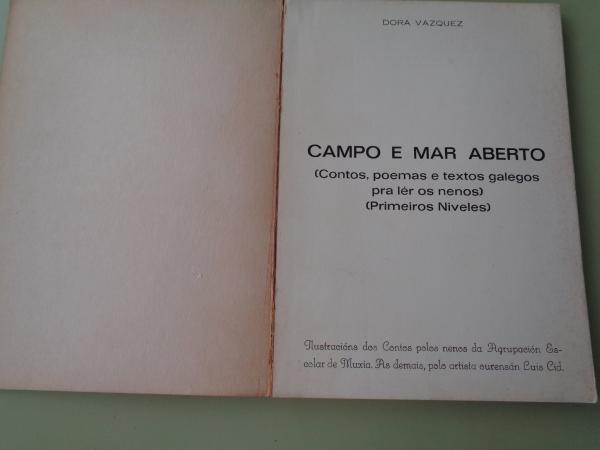 DORA VAZQUEZ
CAMPO E MAR ABERTO
(Contos, poemas e textos galegos
pra lér os nenos)
(Primeiros Niveles)
Ilustracións dos Contos polos nenos da Agrupación Es-
colar de Muxia. As demais, polo artista ourensán Luis Cid.